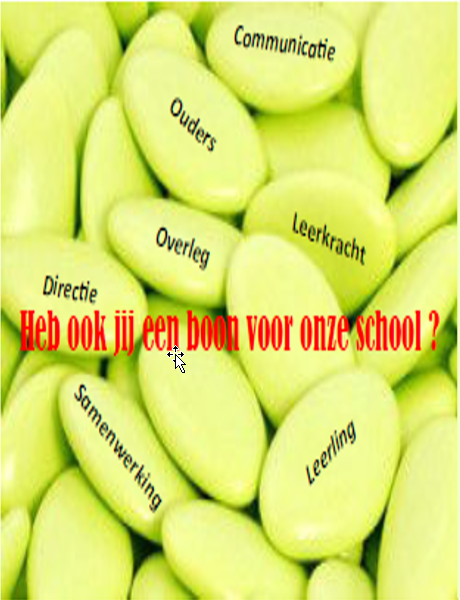 Communicatie
Ouders
Leerkracht
Overleg
Directie
Heb ook jij een boon voor onze school ?
Samenwerking
Leerling